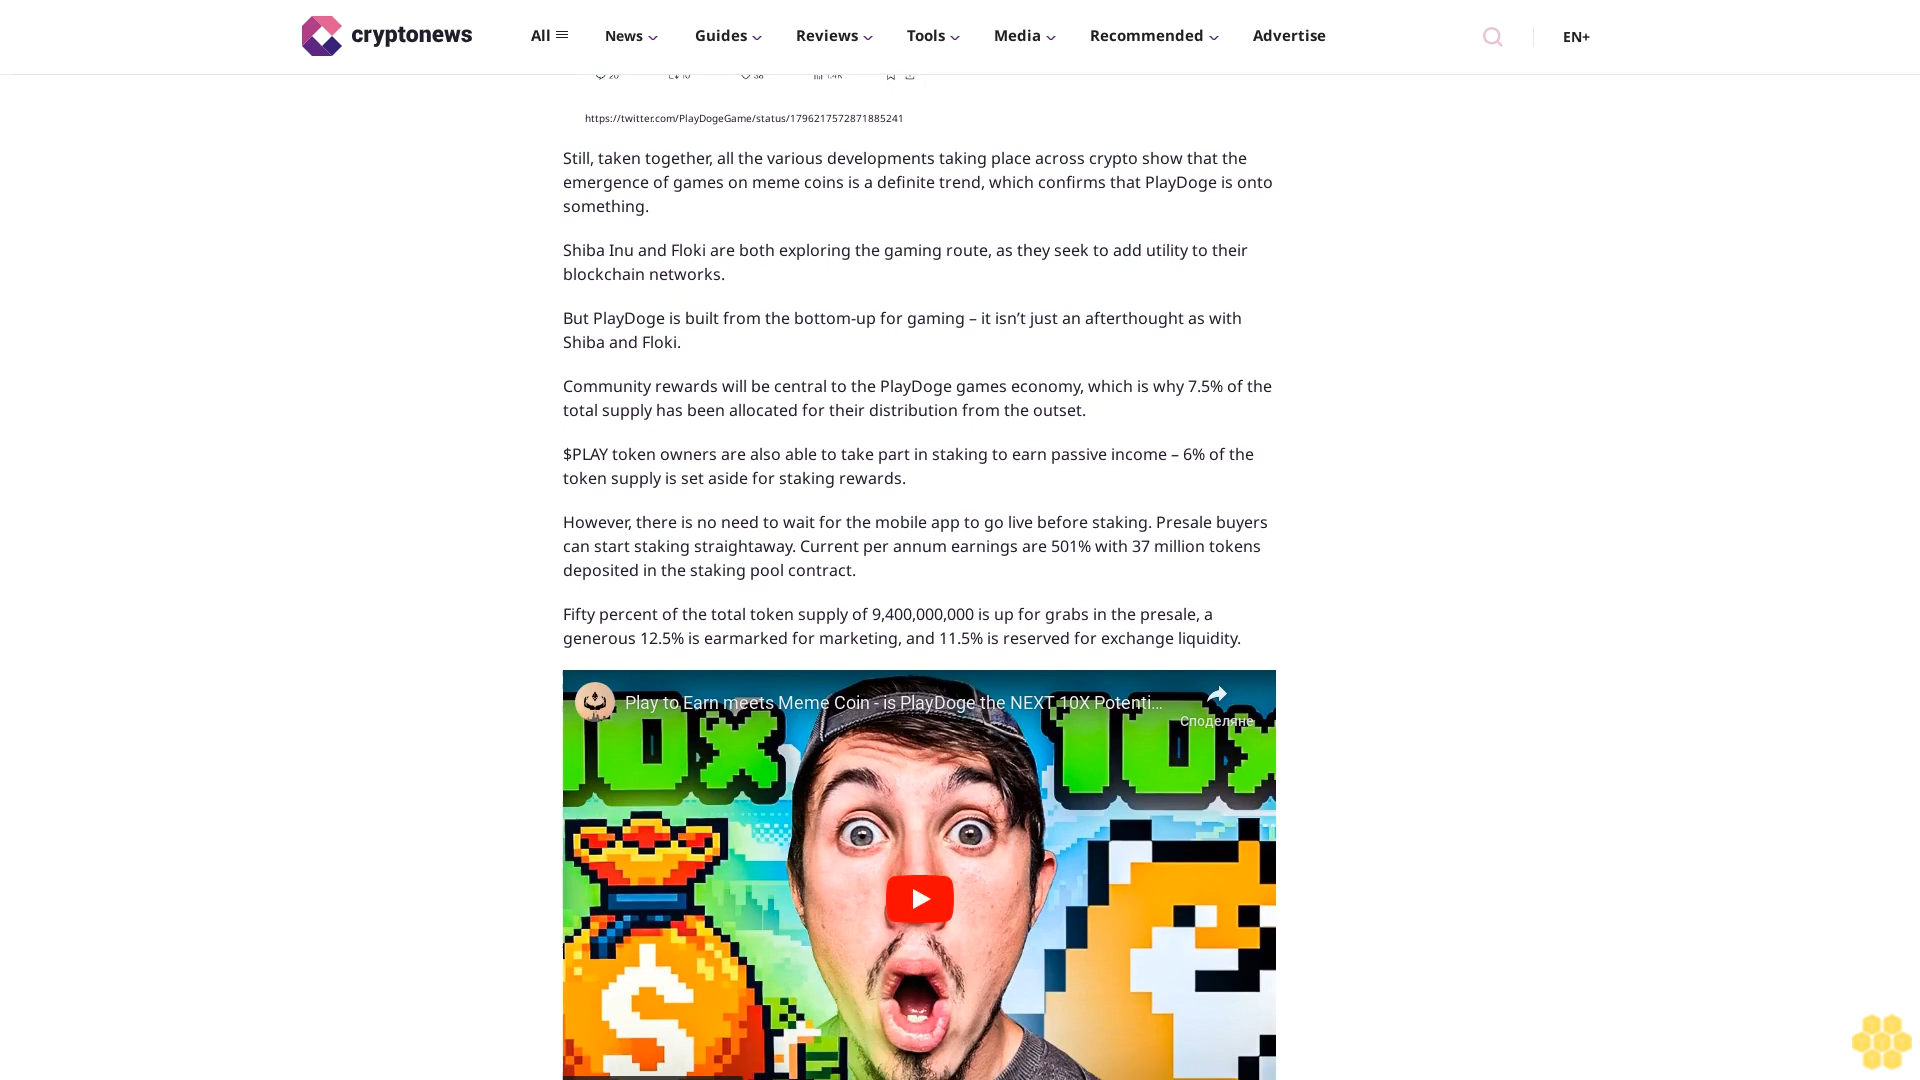 cryptonews
All
News
Guides
Reviews
Tools
Media
Recommended
Advertise
EN+
https://twitter.com/PlayDogeGame/status/1796217572871885241
Still, taken together, all the various developments taking place across crypto show that the
emergence of games on meme coins is a definite trend, which confirms that PlayDoge is onto
something.
Shiba Inu and Floki are both exploring the gaming route, as they seek to add utility to their
blockchain networks.
But PlayDoge is built from the bottom-up for gaming – it isn’t just an afterthought as with
Shiba and Floki.
Community rewards will be central to the PlayDoge games economy, which is why 7.5% of the
total supply has been allocated for their distribution from the outset.
$PLAY token owners are also able to take part in staking to earn passive income – 6% of the
token supply is set aside for staking rewards.
However, there is no need to wait for the mobile app to go live before staking. Presale buyers
can start staking straightaway. Current per annum earnings are 501% with 37 million tokens
deposited in the staking pool contract.
Fifty percent of the total token supply of 9,400,000,000 is up for grabs in the presale, a
generous 12.5% is earmarked for marketing, and 11.5% is reserved for exchange liquidity.
Play to Earn meets Meme Coin - is PlayDoge the NEXT 10X Potenti...
Споделяне
10X
10X
$